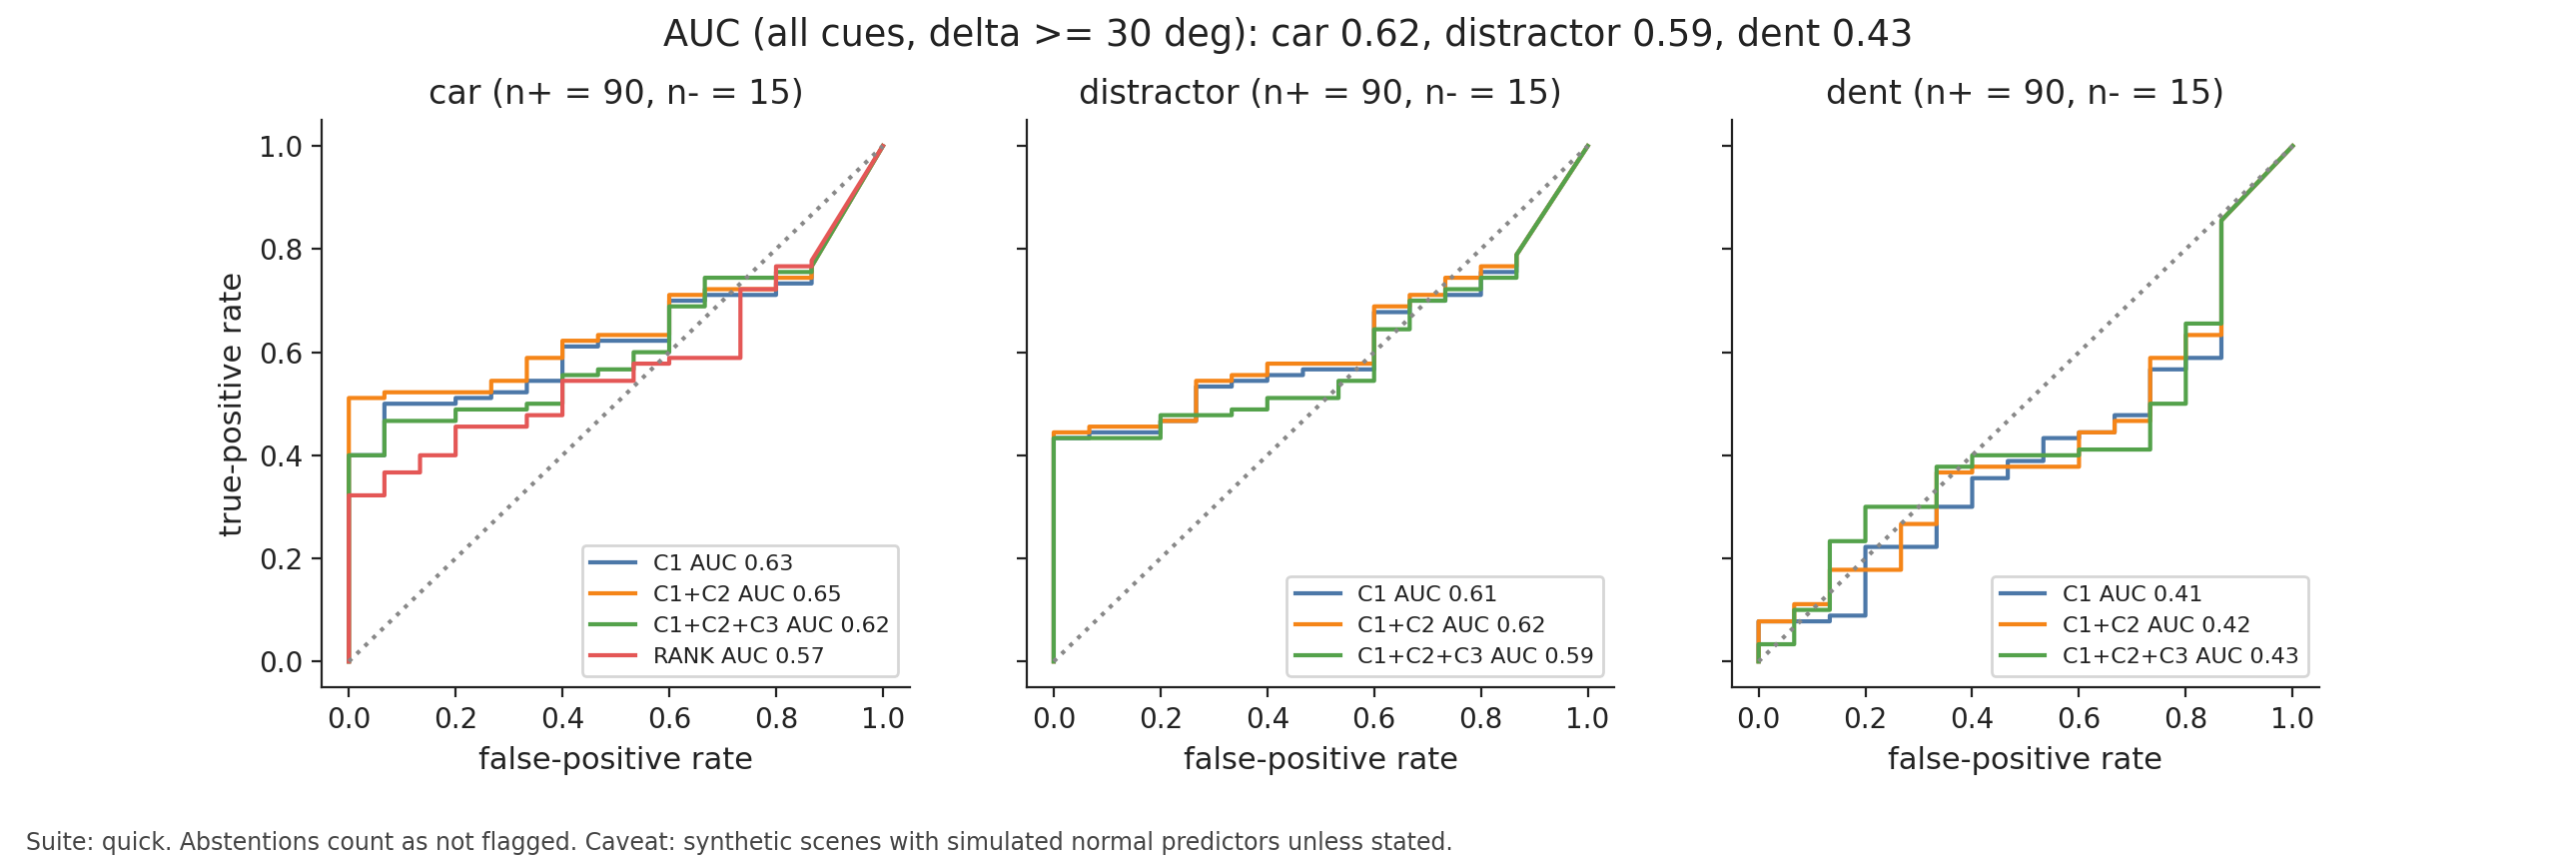 AUC (all cues, delta >= 30 deg): car 0.62, distractor 0.59, dent 0.43
car (n+ = 90, n- = 15)
distractor (n+ = 90, n- = 15)
dent (n+ = 90, n- = 15)
true-positive rate
1.0
0.8
0.6
0.4
0.2
0.0
C1 AUC 0.63
C1+C2 AUC 0.65
C1+C2+C3 AUC 0.62
RANK AUC 0.57
0.0 0.2 0.4 0.6 0.8 1.0
false-positive rate
C1 AUC 0.61
C1+C2 AUC 0.62
C1+C2+C3 AUC 0.59
0.0 0.2 0.4 0.6 0.8 1.0
false-positive rate
C1 AUC 0.41
C1+C2 AUC 0.42
C1+C2+C3 AUC 0.43
0.0 0.2 0.4 0.6 0.8 1.0
false-positive rate
Suite: quick. Abstentions count as not flagged. Caveat: synthetic scenes with simulated normal predictors unless stated.